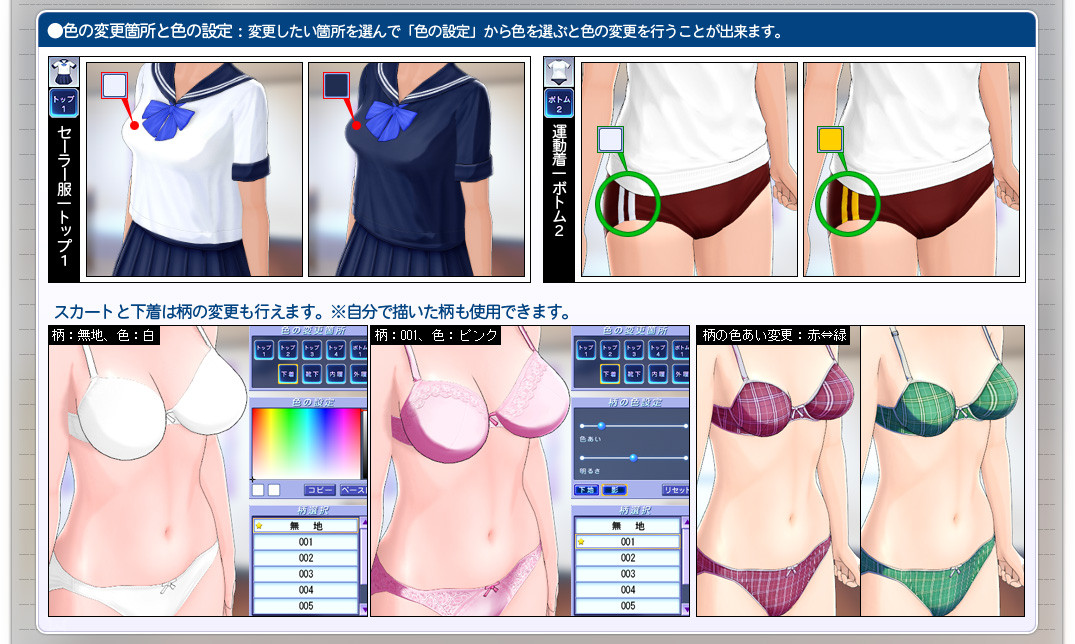 ●色の変更箇所と色の設定：変更したい箇所を選んで「色の設定」から色を選ぶと色の変更を行うことが出来ます。
トップ
1
セーラー服ートップ1
ボトム
2
運動着ーボトム2
スカートと下着は柄の変更も行えます。※自分で描いた柄も使用できます。
柄：無地、色：白
色の変更箇所
トップ1 トップ2 トップ3 トップ4 ボトム1
下着 靴下 内履 外履
色の設定
コピー ペースト
柄選択
無 地
001
002
003
004
005
柄：001、色：ピンク
色の変更箇所
トップ1 トップ2 トップ3 トップ4 ボトム1
下着 靴下 内履 外履
柄の色設定
色あい
明るさ
下地 影 リセット
柄選択
無 地
001
002
003
004
005
柄の色あい変更：赤⇔緑